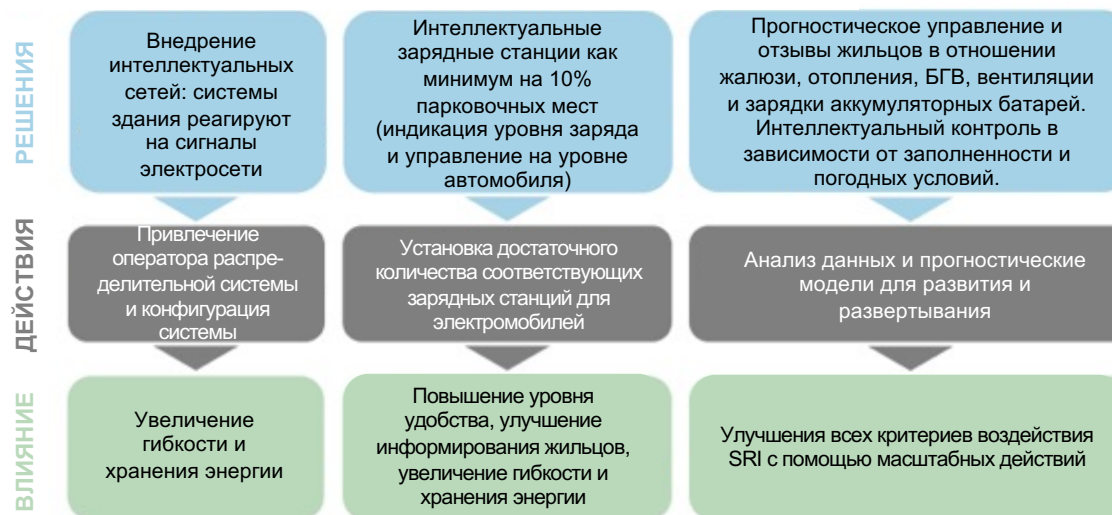 РЕШЕНИЯ
Внедрение
интеллектуальных
сетей: системы
здания реагируют
на сигналы
электросети
Интеллектуальные
зарядные станции как
минимум на 10%
парковочных мест
(индикация уровня заряда
и управление на уровне
автомобиля)
Прогностическое управление и
отзывы жильцов в отношении
жалюзи, отопления, БГВ, вентиляции
и зарядки аккумуляторных батарей.
Интеллектуальный контроль в
зависимости от заполненности и
погодных условий.
ДЕЙСТВИЯ
Привлечение
оператора распре-
делительной системы
и конфигурация
системы
Установка достаточного
количества соответствующих
зарядных станций для
электромобилей
Анализ данных и прогностические
модели для развития и
развертывания
ВЛИЯНИЕ
Увеличение
гибкости и
хранения энергии
Повышение уровня
удобства, улучшение
информирования жильцов,
увеличение гибкости и
хранения энергии
Улучшения всех критериев воздействия
SRI с помощью масштабных действий